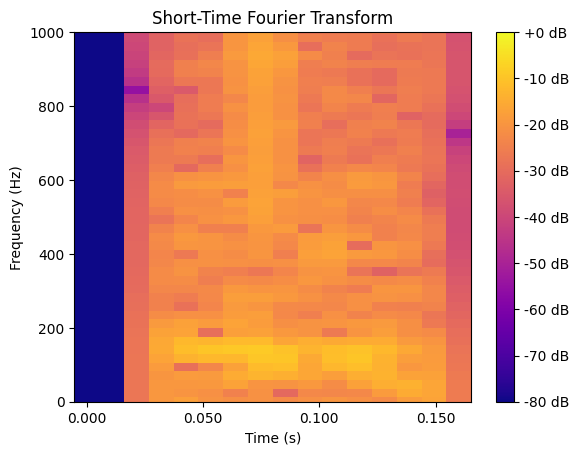 Short-Time Fourier Transform
1000
800
600
400
200
0
Frequency (Hz)
0.000
0.050
0.100
0.150
Time (s)
+0 dB
-10 dB
-20 dB
-30 dB
-40 dB
-50 dB
-60 dB
-70 dB
-80 dB